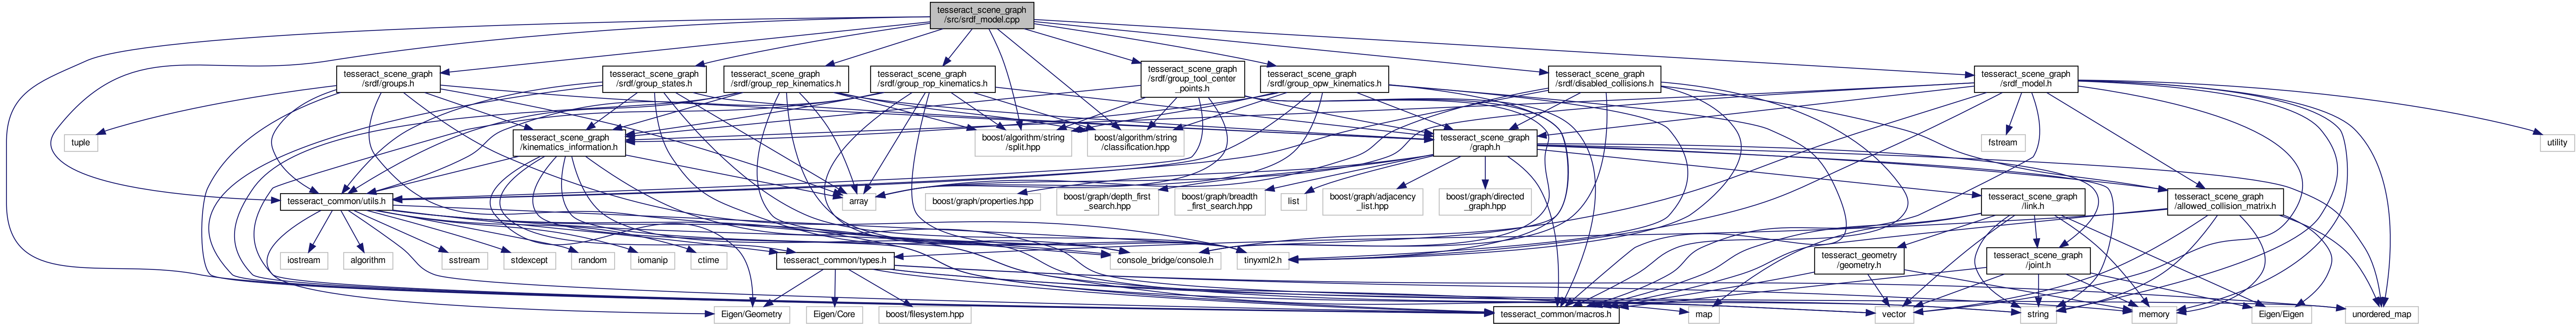 tesseract_scene_graph
/src/srdf_model.cpp
tesseract_scene_graph
/srdf/groups.h
tesseract_scene_graph
/srdf/group_states.h
tesseract_scene_graph
/srdf/group_rep_kinematics.h
tesseract_scene_graph
/srdf/group_rop_kinematics.h
tesseract_scene_graph
/srdf/group_tool_center
_points.h
tesseract_scene_graph
/srdf/group_opw_kinematics.h
tesseract_scene_graph
/srdf/disabled_collisions.h
tesseract_scene_graph
/srdf_model.h
tuple
tesseract_scene_graph
/kinematics_information.h
boost/algorithm/string
/split.hpp
boost/algorithm/string
/classification.hpp
tesseract_scene_graph
/graph.h
fstream
utility
tesseract_common/utils.h
array
boost/graph/properties.hpp
boost/graph/depth_first
_search.hpp
boost/graph/breadth
_first_search.hpp
list
boost/graph/adjacency
_list.hpp
boost/graph/directed
_graph.hpp
tesseract_scene_graph
/link.h
tesseract_scene_graph
/allowed_collision_matrix.h
iostream
algorithm
sstream
stdexcept
random
iomanip
ctime
tesseract_common/types.h
console_bridge/console.h
tinyxml2.h
tesseract_geometry
/geometry.h
tesseract_scene_graph
/joint.h
Eigen/Geometry
Eigen/Core
boost/filesystem.hpp
tesseract_common/macros.h
map
vector
string
memory
Eigen/Eigen
unordered_map